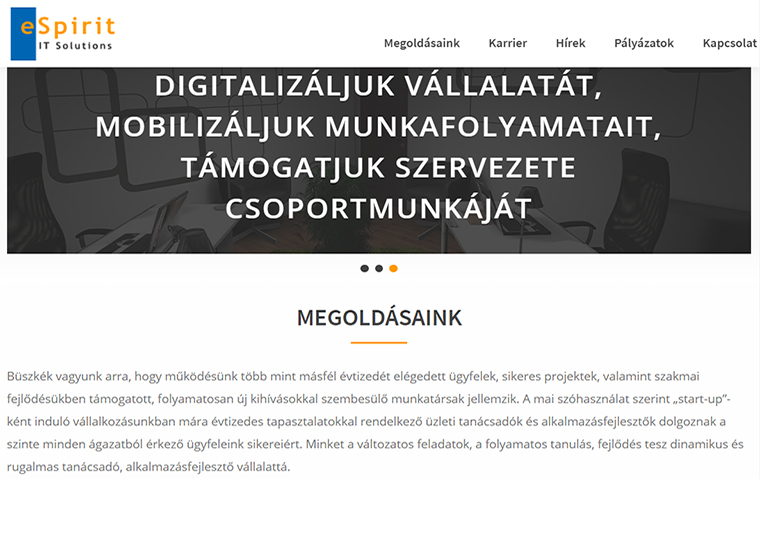 eSpirit
IT Solutions
Megoldásaink Karrier Hírek Pályázatok Kapcsolat
DIGITALIZÁLJUK VÁLLALATÁT,
MOBILIZÁLJUK MUNKAFOLYAMATAIT,
TÁMOGATJUK SZERVEZETE
CSOPORTMUNKÁJÁT
MEGOLDÁSAINK
Büszkék vagyunk arra, hogy működésünk több mint másfél évtizedét elégedett ügyfelek, sikeres projektek, valamint szakmai
fejlődésükben támogatott, folyamatosan új kihívásokkal szembesülő munkatársak jellemzik. A mai szóhasználat szerint „start-up”-
ként induló vállalkozásunkban mára évtizedes tapasztalatokkal rendelkező üzleti tanácsadók és alkalmazásfejlesztők dolgoznak a
szinte minden ágazatból érkező ügyfeleink sikereiért. Minket a változatos feladatok, a folyamatos tanulás, fejlődés tesz dinamikus és
rugalmas tanácsadó, alkalmazásfejlesztő vállalattá.